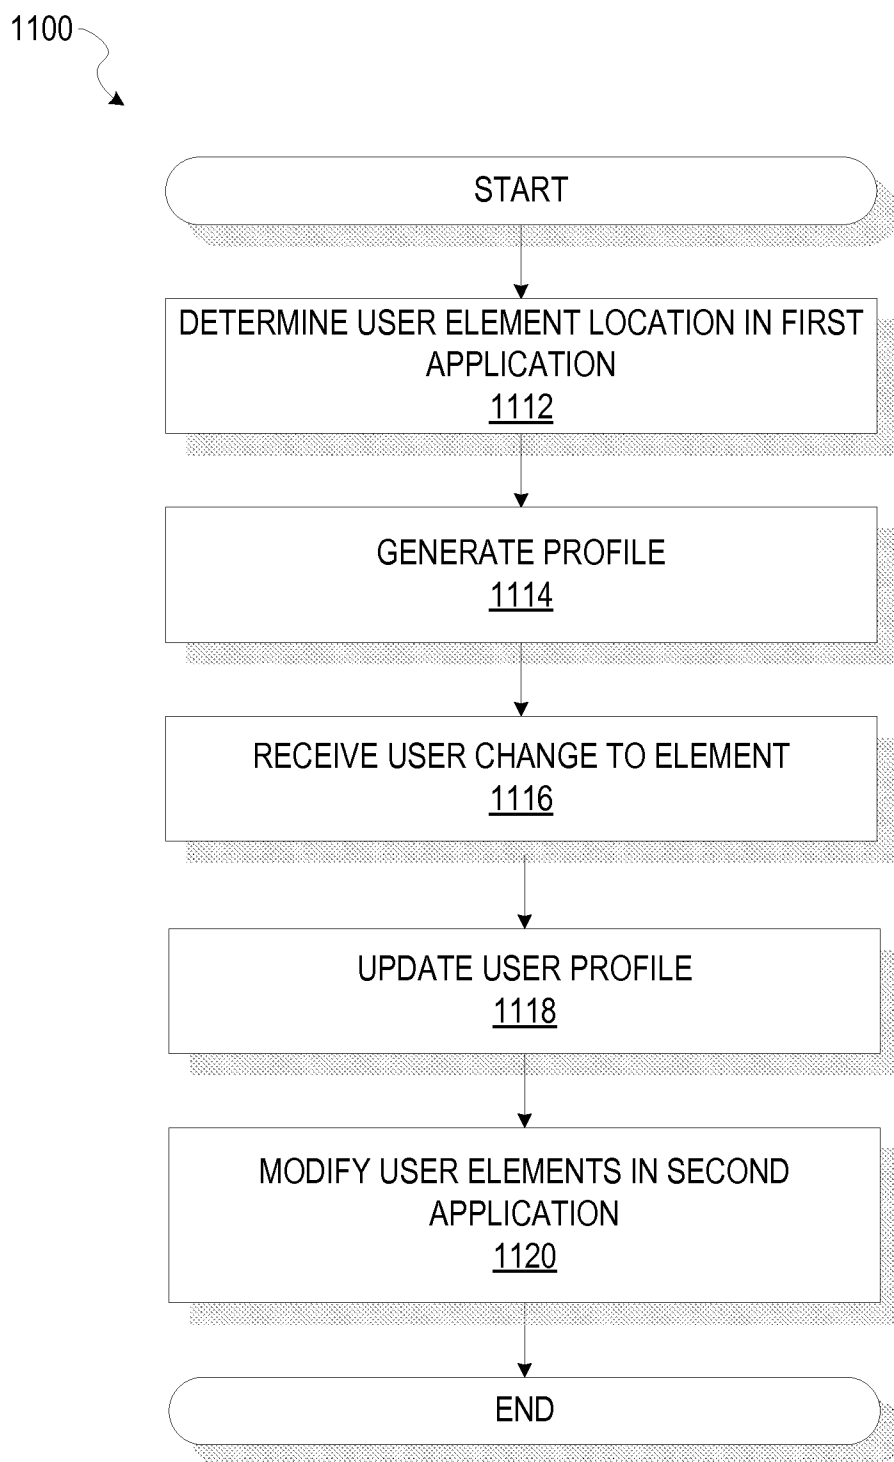 1100
START
DETERMINE USER ELEMENT LOCATION IN FIRST
APPLICATION
1112
GENERATE PROFILE
1114
RECEIVE USER CHANGE TO ELEMENT
1116
UPDATE USER PROFILE
1118
MODIFY USER ELEMENTS IN SECOND
APPLICATION
1120
END